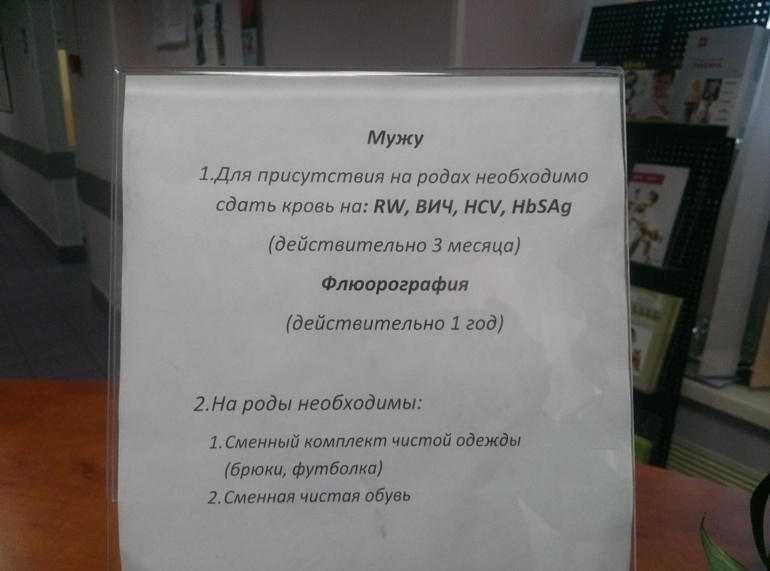 Мужу
1.Для присутствия на родах необходимо
сдать кровь на: RW, ВИЧ, HCV, HbSAg
(действительно 3 месяца)
Флюорография
(действительно 1 год)
2.На роды необходимы:
1.Сменный комплект чистой одежды
(брюки, футболка)
2.Сменная чистая обувь